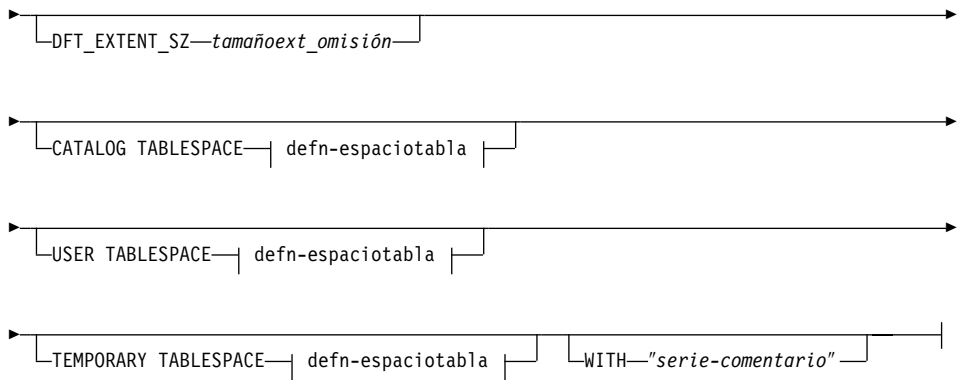 DFT_EXTENT_SZ tamañoext_omisión
CATALOG TABLESPACE defn-espaciotabla
USER TABLESPACE defn-espaciotabla
TEMPORARY TABLESPACE defn-espaciotabla WITH "serie-comentario"